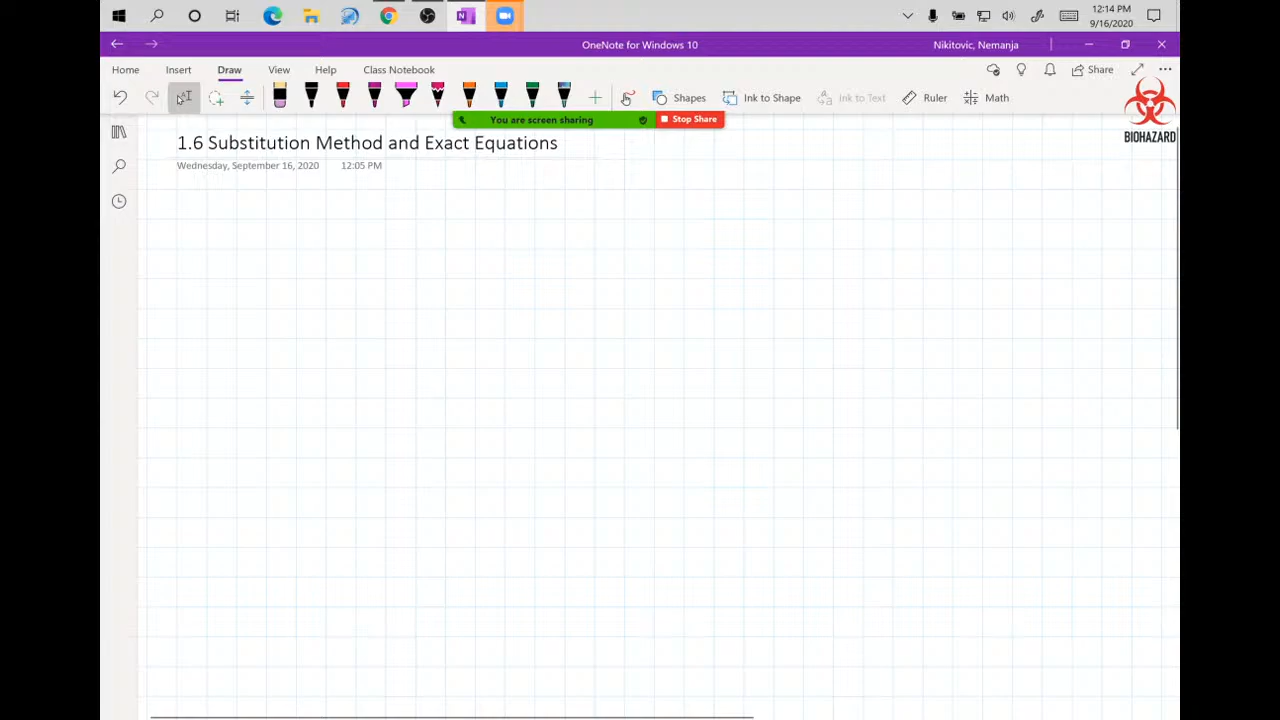 12:14 PM
9/16/2020
OneNote for Windows 10
Nikitovic, Nemanja
Home
Insert
Draw
View
Help
Class Notebook
Share
Shapes
Ink to Shape
Ink to Text
Ruler
Math
You are screen sharing
Stop Share
BIOHAZARD
1.6 Substitution Method and Exact Equations
Wednesday, September 16, 2020 12:05 PM